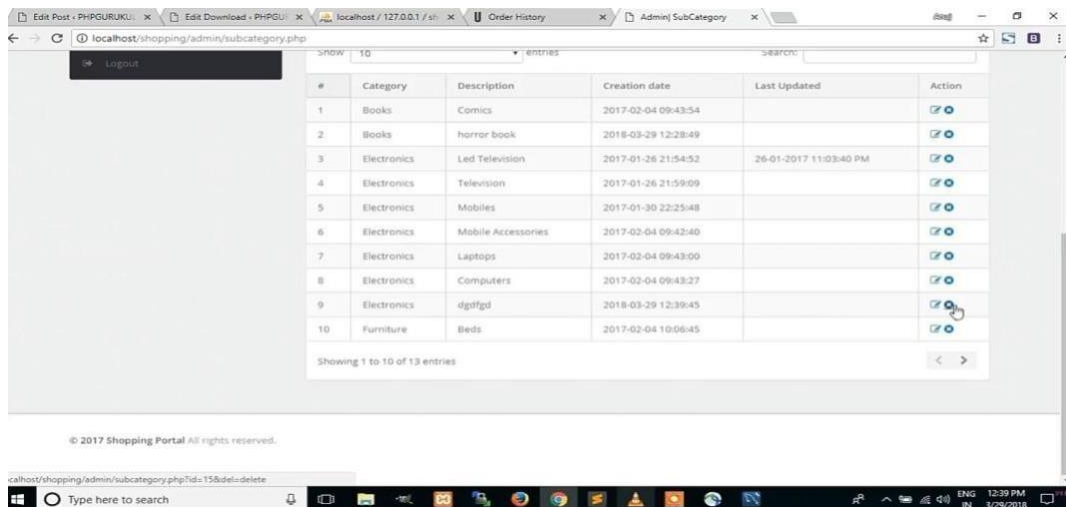 Edit Post ‹ PHPGURUKUL Edit Download ‹ PHPGU localhost / 127.0.0.1 / sh Order History Admin| SubCategory
localhost/shopping/admin/subcategory.php
Logout Show 10 entries Search:
# Category Description Creation date Last Updated Action
1 Books Comics 2017-02-04 09:43:54
2 Books horror book 2018-03-29 12:28:49
3 Electronics Led Television 2017-01-26 21:54:52 26-01-2017 11:03:40 PM
4 Electronics Television 2017-01-26 21:59:09
5 Electronics Mobiles 2017-01-30 22:25:48
6 Electronics Mobile Accessories 2017-02-04 09:42:40
7 Electronics Laptops 2017-02-04 09:43:00
8 Electronics Computers 2017-02-04 09:43:27
9 Electronics dgdfgd 2018-03-29 12:39:45
10 Furniture Beds 2017-02-04 10:06:45
Showing 1 to 10 of 13 entries < >
© 2017 Shopping Portal All rights reserved.
ocalhost/shopping/admin/subcategory.php?id=15&del=delete
Type here to search ENG 12:39 PM
IN 3/29/2018